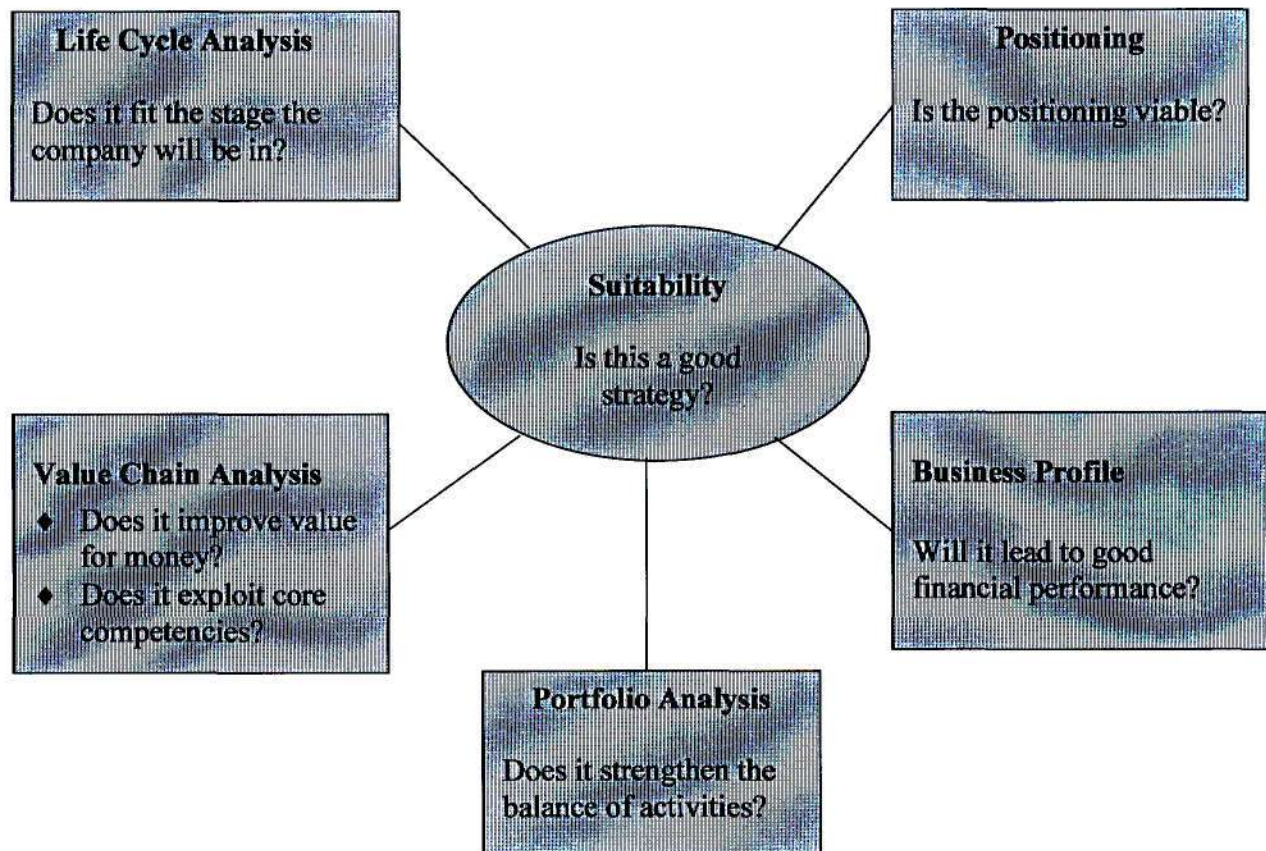 Life Cycle Analysis
Does it fit the stage the
company will be in?
Positioning
Is the positioning viable?
Suitability
Is this a good
strategy?
Value Chain Analysis
♦ Does it improve value
for money?
♦ Does it exploit core
competencies?
Business Profile
Will it lead to good
financial performance?
Portfolio Analysis
Does it strengthen the
balance of activities?